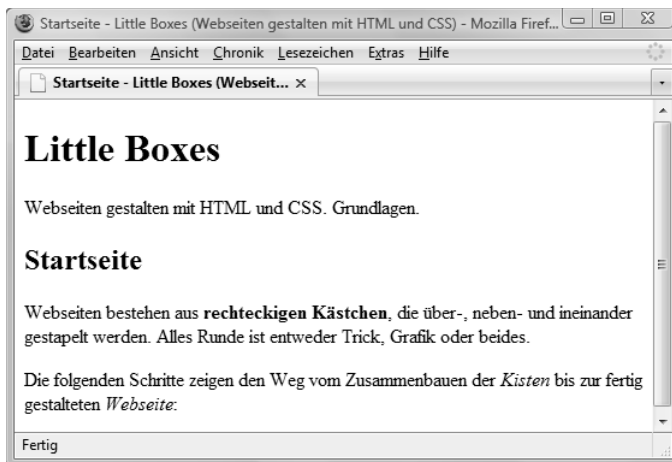 Startseite - Little Boxes (Webseiten gestalten mit HTML und CSS) - Mozilla Firef...
Datei Bearbeiten Ansicht Chronik Lesezeichen Extras Hilfe
Startseite - Little Boxes (Webseit...
Little Boxes
Webseiten gestalten mit HTML und CSS. Grundlagen.
Startseite
Webseiten bestehen aus rechteckigen Kästchen, die über-, neben- und ineinander
gestapelt werden. Alles Runde ist entweder Trick, Grafik oder beides.
Die folgenden Schritte zeigen den Weg vom Zusammenbauen der Kisten bis zur fertig
gestalteten Webseite:
Fertig